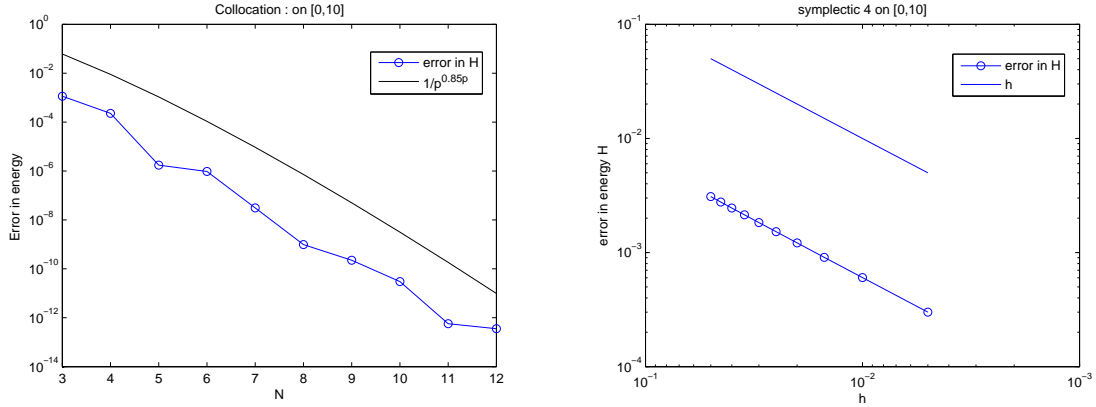 Collocation : on [0,10]
10^0
10^−2
10^−4
10^−6
10^−8
10^−10
10^−12
10^−14
Error in energy
error in H
1/p^0.85p
3 4 5 6 7 8 9 10 11 12
N
symplectic 4 on [0,10]
10^−1
10^−2
10^−3
10^−4
error in energy H
error in H
h
10^−1 10^−2 10^−3
h